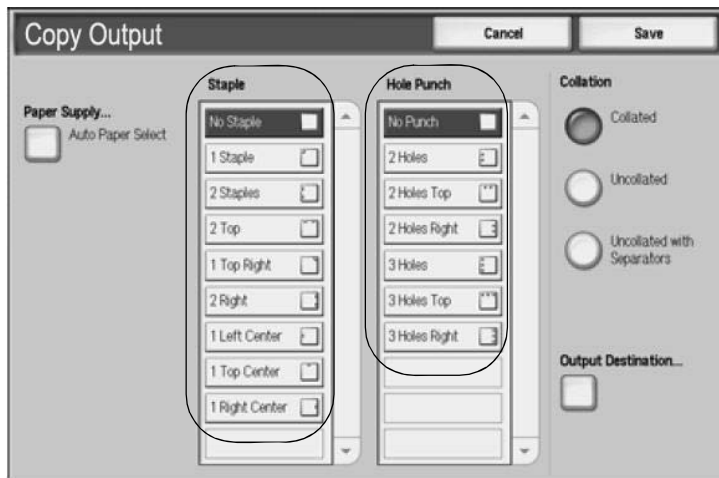 Copy Output
Cancel
Save
Paper Supply...
Auto Paper Select
Staple
No Staple
1 Staple
2 Staples
2 Top
1 Top Right
2 Right
1 Left Center
1 Top Center
1 Right Center
Hole Punch
No Punch
2 Holes
2 Holes Top
2 Holes Right
3 Holes
3 Holes Top
3 Holes Right
Collation
Collated
Uncollated
Uncollated with
Separators
Output Destination...